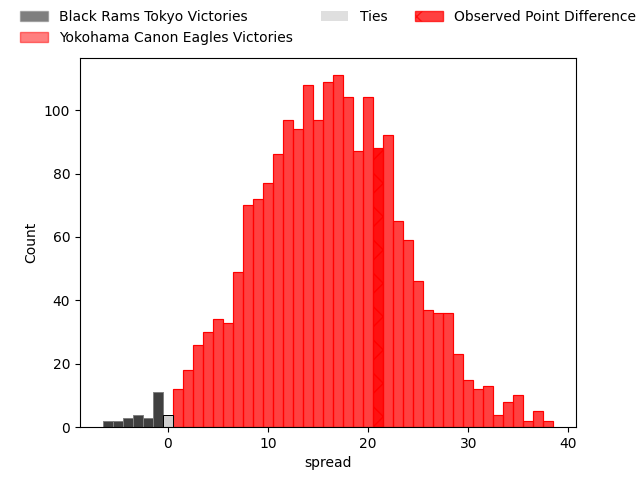 Black Rams Tokyo Victories
Ties
Observed Point Difference
Yokohama Canon Eagles Victories
100
80
60
40
20
0
Count
0 10 20 30 40
spread